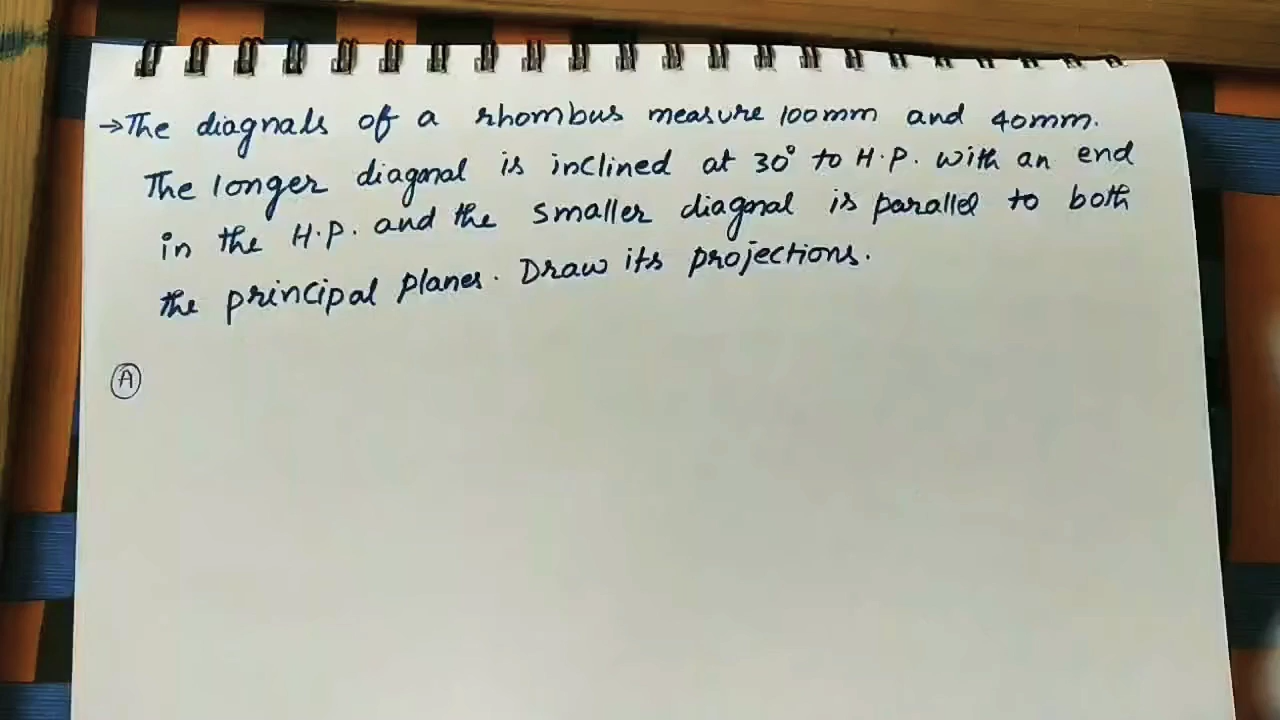 →The diagnals of a rhombus measure 100mm and 40mm.
The longer diagonal is inclined at 30° to H.P. with an end
in the H.P. and the smaller diagonal is parallel to both
the principal planes. Draw its projections.
A